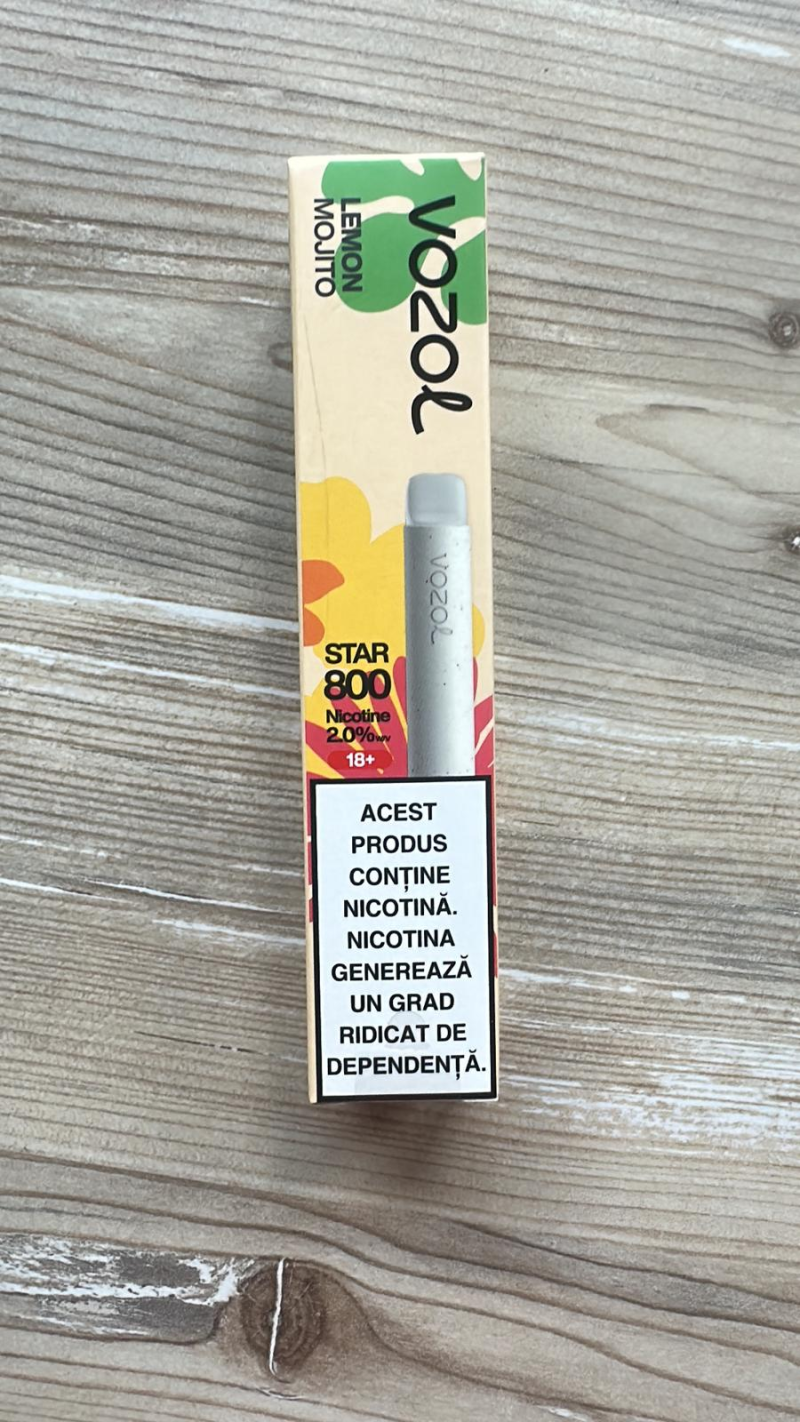 VOZOL
LEMON
MOJITO
VOZOL
STAR
800
Nicotine
2.0% w/v
18+
ACEST
PRODUS
CONȚINE
NICOTINĂ.
NICOTINA
GENEREAZĂ
UN GRAD
RIDICAT DE
DEPENDENȚĂ.